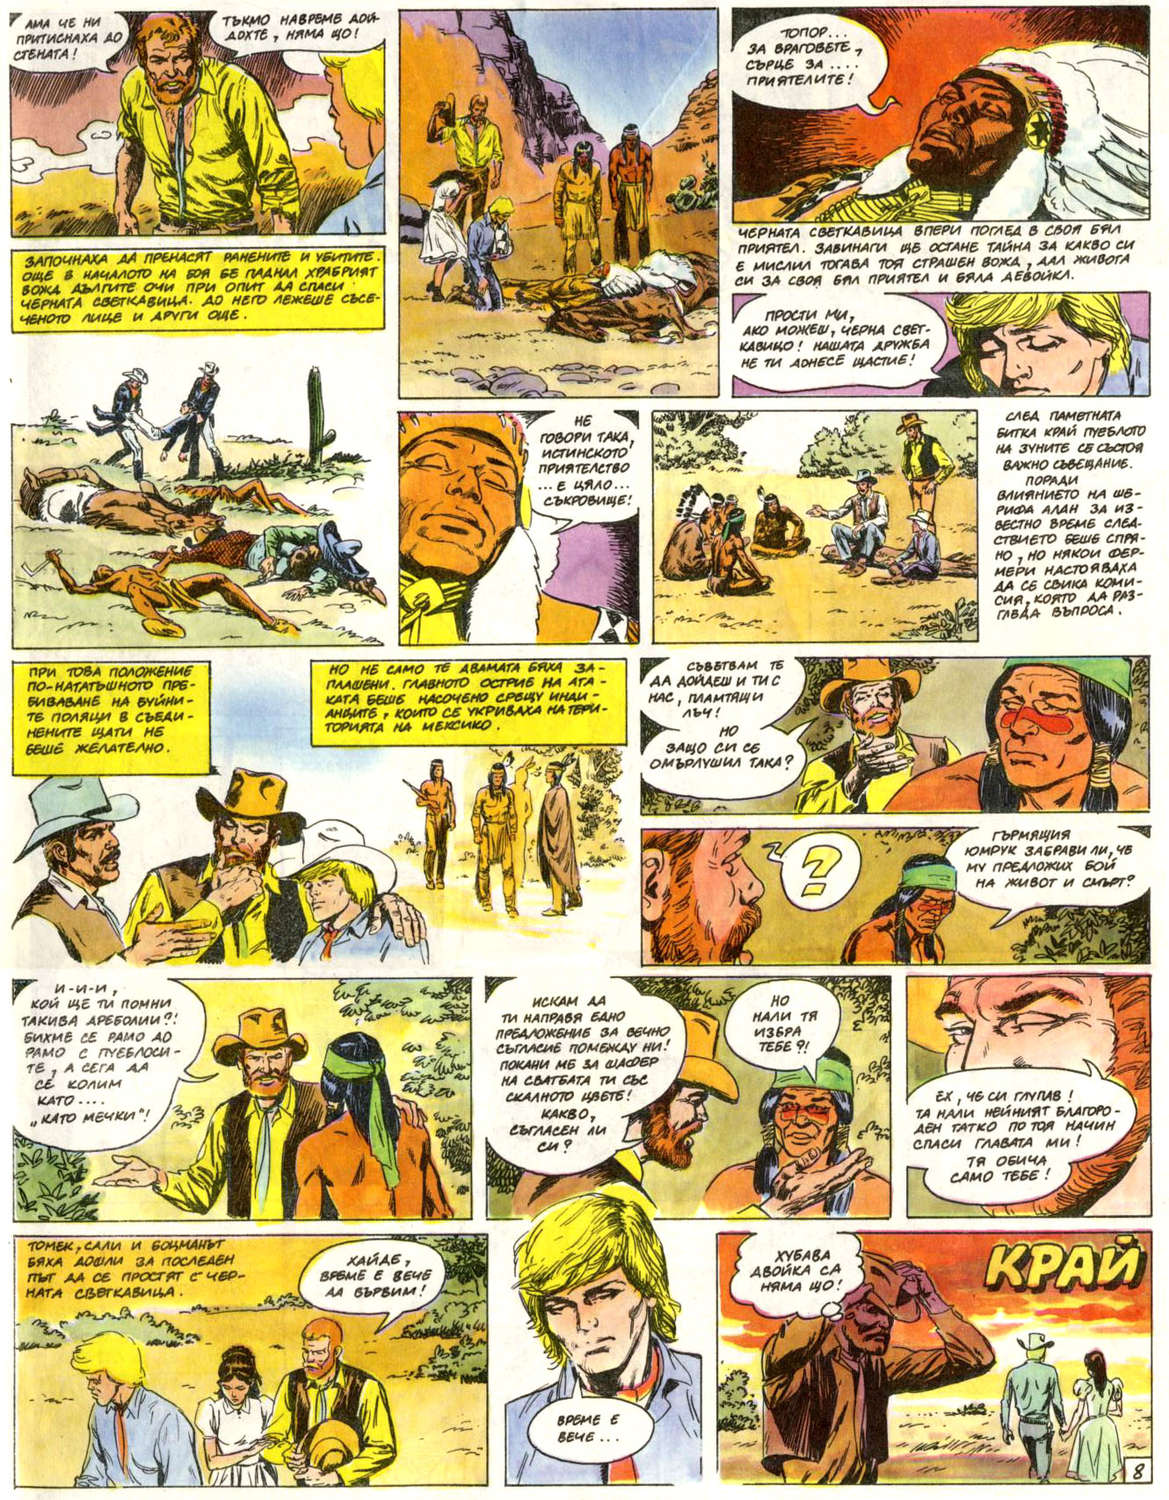 АМА ЧЕ НИ
ПРИТИСНАХА ДО
СТЕНАТА!
ТЪКМО НАВРЕМЕ ДОЙ-
ДОХТЕ, НЯМА ЩО!
ЗАПОЧНАХА ДА ПРЕНАСЯТ РАНЕНИТЕ И УБИТИТЕ.
ОЩЕ В НАЧАЛОТО НА БОЯ БЕ ПАДНАЛ ХРАБРИЯТ
ВОЖД ДЪЛГИТЕ ОЧИ ПРИ ОПИТ ДА СПАСИ
ЧЕРНАТА СВЕТКАВИЦА. ДО НЕГО ЛЕЖЕШЕ СЪСЕ-
ЧЕНОТО ЛИЦЕ И ДРУГИ ОЩЕ.
ТОПОР...
ЗА ВРАГОВЕТЕ,
СЪРЦЕ ЗА....
ПРИЯТЕЛИТЕ!
ЧЕРНАТА СВЕТКАВИЦА ВПЕРИ ПОГЛЕД В СВОЯ БЯЛ
ПРИЯТЕЛ. ЗАВИНАГИ ЩЕ ОСТАНЕ ТАЙНА ЗА КАКВО СИ
Е МИСЛИЛ ТОГАВА ТОЯ СТРАШЕН ВОЖД, ДАЛ ЖИВОТА
СИ ЗА СВОЯ БЯЛ ПРИЯТЕЛ И БЯЛА ДЕВОЙКА.
ПРОСТИ МИ,
АКО МОЖЕШ, ЧЕРНА СВЕТ-
КАВИЦО! НАШАТА ДРУЖБА
НЕ ТИ ДОНЕСЕ ЩАСТИЕ!
НЕ
ГОВОРИ ТАКА,
ИСТИНСКОТО
ПРИЯТЕЛСТВО
...Е ЦЯЛО...
СЪКРОВИЩЕ!
СЛЕД ПАМЕТНАТА
БИТКА КРАЙ ПУЕБЛОТО
НА ЗУНИТЕ СЕ СЪСТОЯ
ВАЖНО СЪВЕЩАНИЕ.
ПОРАДИ
ВЛИЯНИЕТО НА ШЕ-
РИФА АЛАН ЗА ИЗ-
ВЕСТНО ВРЕМЕ СЛЕД-
СТВИЕТО БЕШЕ СПРЯ-
НО, НО НЯКОИ ФЕР-
МЕРИ НАСТОЯВАХА
ДА СЕ СВИКА КОМИ-
СИЯ, КОЯТО ДА РАЗ-
ГЛЕДА ВЪПРОСА.
ПРИ ТОВА ПОЛОЖЕНИЕ
ПО-НАТАТЪШНОТО ПРЕ-
БИВАВАНЕ НА БУЙНИ-
ТЕ ПОЛЯЦИ В СЪЕДИ-
НЕНИТЕ ЩАТИ НЕ
БЕШЕ ЖЕЛАТЕЛНО.
НО НЕ САМО ТЕ ДВАМАТА БЯХА ЗА-
ПЛАШЕНИ. ГЛАВНОТО ОСТРИЕ НА АТА-
КАТА БЕШЕ НАСОЧЕНО СРЕЩУ ИНДИ-
АНЦИТЕ, КОИТО СЕ УКРИВАХА НА ТЕРИ-
ТОРИЯТА НА МЕКСИКО.
СЪВЕТВАМ ТЕ
ДА ДОЙДЕШ И ТИ С
НАС, ПЛАМТЯЩИ
ЛЪЧ!
НО
ЗАЩО СИ СЕ
ОМЪРЛУШИЛ ТАКА?
?
ГЪРМЯЩИЯ
ЮМРУК ЗАБРАВИ ЛИ, ЧЕ
МУ ПРЕДЛОЖИХ БОЙ
НА ЖИВОТ И СМЪРТ?
И-И-И,
КОЙ ЩЕ ТИ ПОМНИ
ТАКИВА ДРЕБОЛИИ?!
БИХМЕ СЕ РАМО ДО
РАМО С ПУЕБЛОСИ-
ТЕ, А СЕГА ДА
СЕ КОЛИМ
КАТО....
„КАТО МЕЧКИ"!
ИСКАМ ДА
ТИ НАПРАВЯ ЕДНО
ПРЕДЛОЖЕНИЕ ЗА ВЕЧНО
СЪГЛАСИЕ ПОМЕЖДУ НИ!
ПОКАНИ МЕ ЗА ШАФЕР
НА СВАТБАТА ТИ СЪС
СКАЛНОТО ЦВЕТЕ!
КАКВО,
СЪГЛАСЕН ЛИ
СИ?
НО
НАЛИ ТЯ
ИЗБРА
ТЕБЕ?!
ЕХ, ЧЕ СИ ГЛУПАВ!
ТА НАЛИ НЕЙНИЯТ БЛАГОРО-
ДЕН ТАТКО ПО ТОЯ НАЧИН
СПАСИ ГЛАВАТА МИ!
ТЯ ОБИЧА
САМО ТЕБЕ!
ТОМЕК, САЛИ И БОЦМАНЪТ
БЯХА ДОШЛИ ЗА ПОСЛЕДЕН
ПЪТ ДА СЕ ПРОСТЯТ С ЧЕР-
НАТА СВЕТКАВИЦА.
ХАЙДЕ,
ВРЕМЕ Е ВЕЧЕ
ДА ВЪРВИМ!
ВРЕМЕ Е
ВЕЧЕ...
ХУБАВА
ДВОЙКА СА
НЯМА ЩО!
КРАЙ
8